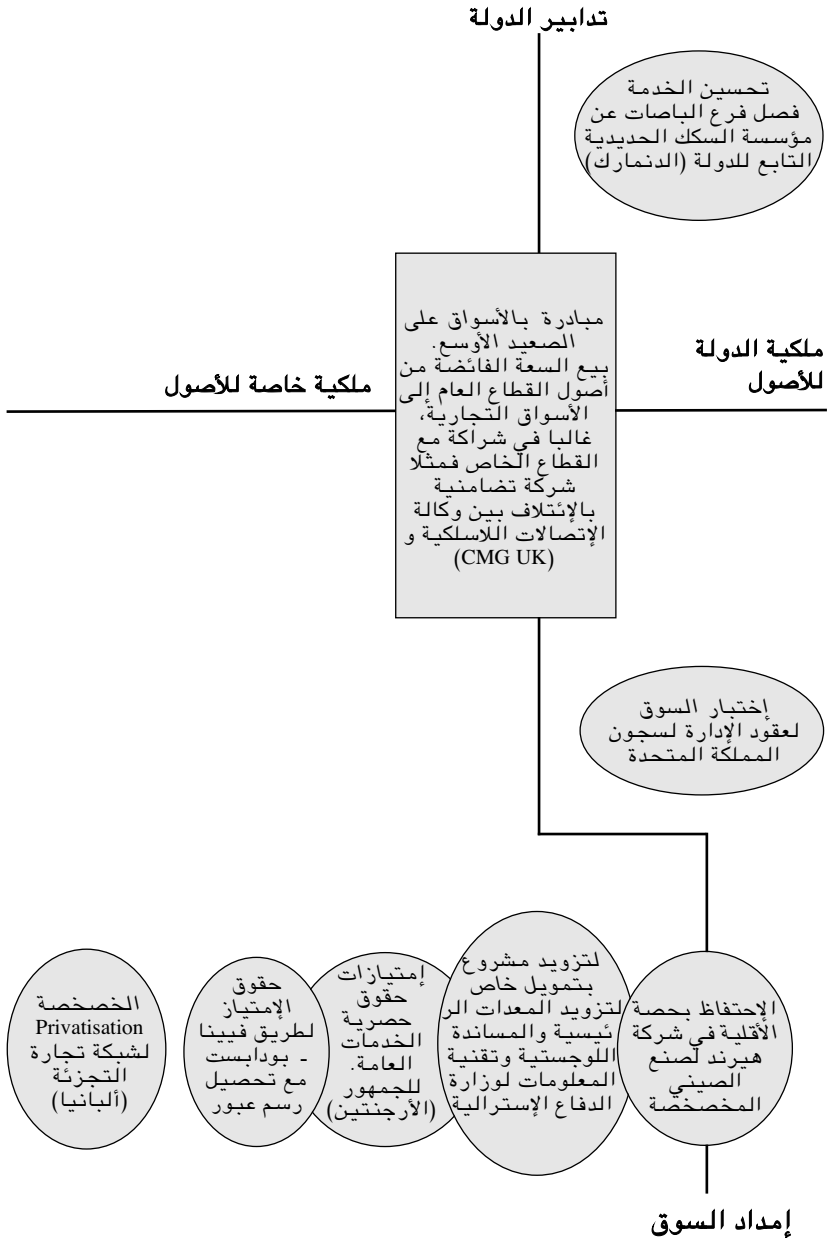 تدابير الدولة
تحسين الخدمة
فصل فرع الباصات عن
مؤسسة السكك الحديدية
التابع للدولة (الدنمارك)
ملكية الدولة
للأصول
مبادرة بالأسواق على
الصعيد الأوسع.
بيع السعة الفائضة من
أصول القطاع العام إلى
الأسواق التجارية،
غالبا في شراكة مع
القطاع الخاص فمثلا
شركة تضامنية
بالإئتلاف بين وكالة
الإتصالات اللاسلكية و
(CMG UK)
ملكية خاصة للأصول
إختبار السوق
لعقود الإدارة لسجون
المملكة المتحدة
الإحتفاظ بحصة
الأقلية في شركة
هيرند لصنع
الصيني
المخصخصة
لتزويد مشروع
بتمويل خاص
لتزويد المعدات الر
ئيسية والمساندة
اللوجستية وتقنية
المعلومات لوزارة
الدفاع الإسترالية
إمتيازات
حقوق
حصرية
الخدمات
العامة.
للجمهور
(الأرجنتين)
حقوق
الإمتياز
لطريق فيينا
- بودابست
مع تحصيل
رسم عبور
الخصخصة
Privatisation
لشبكة تجارة
التجزئة
(ألبانيا)
إمداد السوق